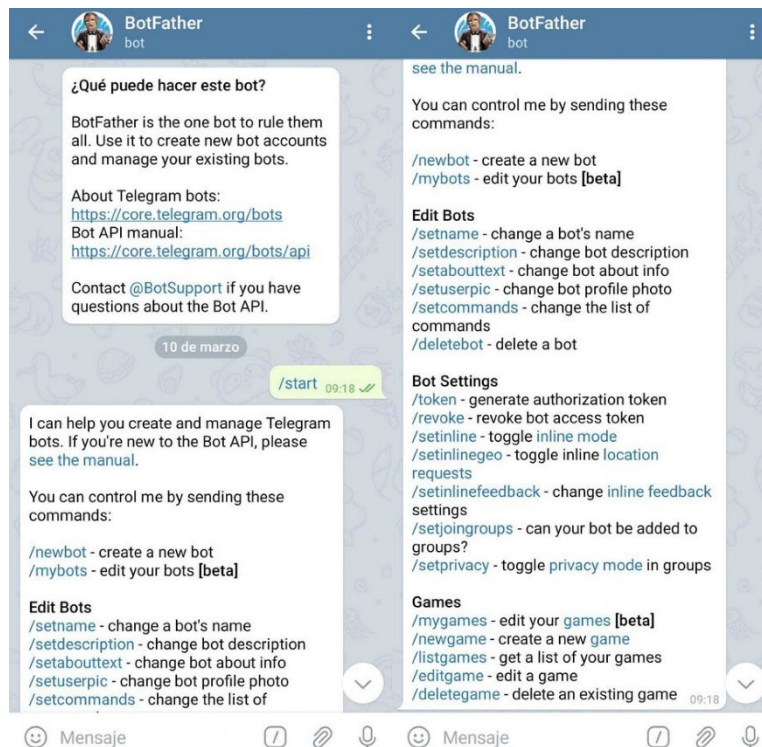 BotFather
bot
¿Qué puede hacer este bot?
BotFather is the one bot to rule them
all. Use it to create new bot accounts
and manage your existing bots.
About Telegram bots:
https://core.telegram.org/bots
Bot API manual:
https://core.telegram.org/bots/api
Contact @BotSupport if you have
questions about the Bot API.
10 de marzo
/start 09:18
I can help you create and manage Telegram
bots. If you're new to the Bot API, please
see the manual.
You can control me by sending these
commands:
/newbot - create a new bot
/mybots - edit your bots [beta]
Edit Bots
/setname - change a bot's name
/setdescription - change bot description
/setabouttext - change bot about info
/setuserpic - change bot profile photo
/setcommands - change the list of
Mensaje
BotFather
bot
see the manual.
You can control me by sending these
commands:
/newbot - create a new bot
/mybots - edit your bots [beta]
Edit Bots
/setname - change a bot's name
/setdescription - change bot description
/setabouttext - change bot about info
/setuserpic - change bot profile photo
/setcommands - change the list of
commands
/deletebot - delete a bot
Bot Settings
/token - generate authorization token
/revoke - revoke bot access token
/setinline - toggle inline mode
/setinlinegeo - toggle inline location
requests
/setinlinefeedback - change inline feedback
settings
/setjoingroups - can your bot be added to
groups?
/setprivacy - toggle privacy mode in groups
Games
/mygames - edit your games [beta]
/newgame - create a new game
/listgames - get a list of your games
/editgame - edit a game
/deletegame - delete an existing game 09:18
Mensaje